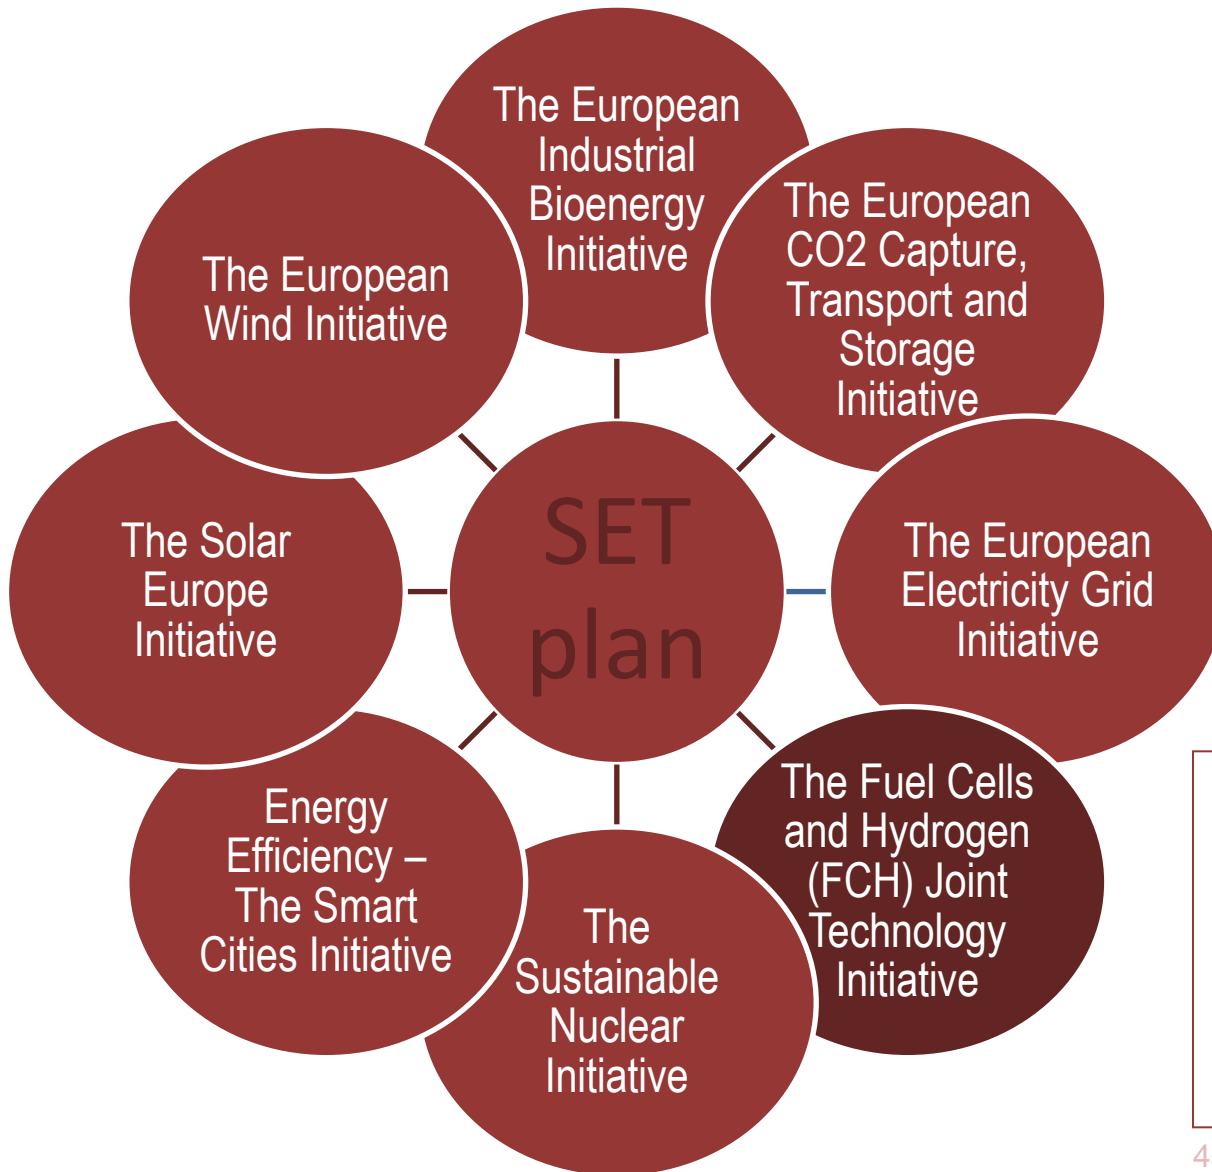 The European
Industrial
Bioenergy
Initiative
The European
CO2 Capture,
Transport and
Storage
Initiative
The European
Wind Initiative
The Solar
Europe
Initiative
SET
plan
The European
Electricity Grid
Initiative
The Fuel Cells
and Hydrogen
(FCH) Joint
Technology
Initiative
Energy
Efficiency –
The Smart
Cities Initiative
The
Sustainable
Nuclear
Initiative
4